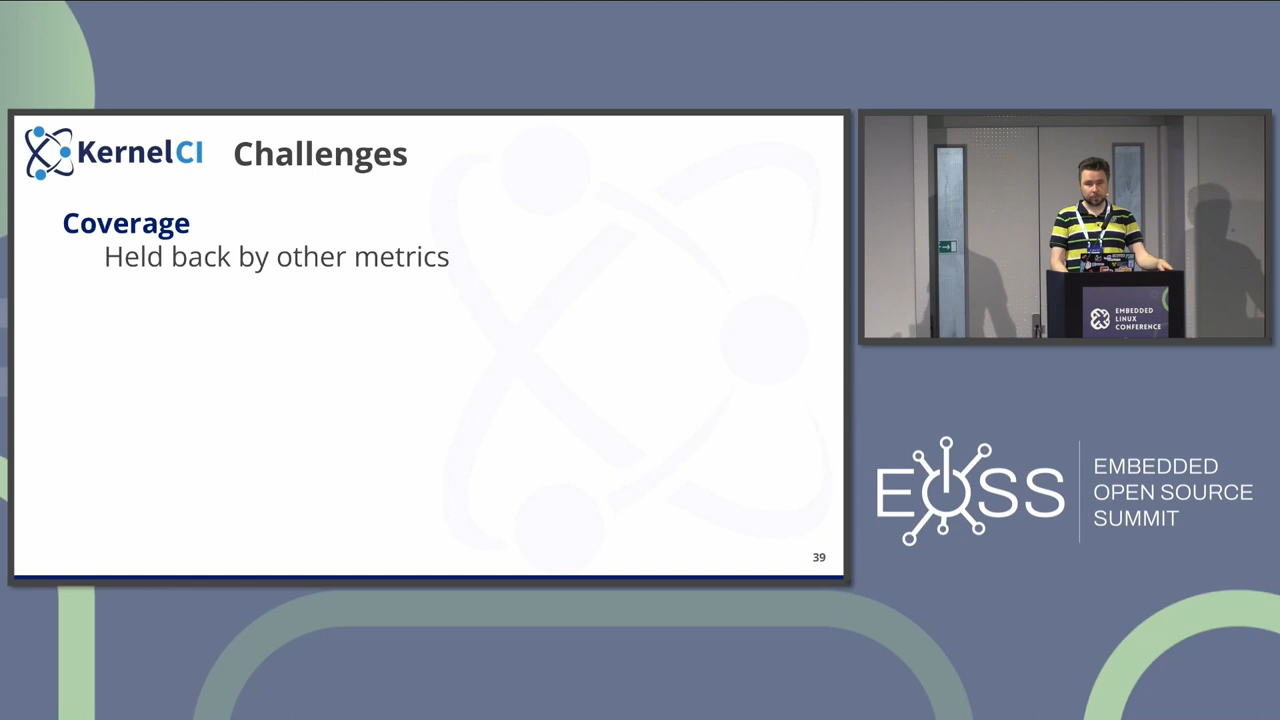 KernelCI
Challenges
Coverage
Held back by other metrics
39
EMBEDDED
LINUX
CONFERENCE
EOSS
EMBEDDED
OPEN SOURCE
SUMMIT